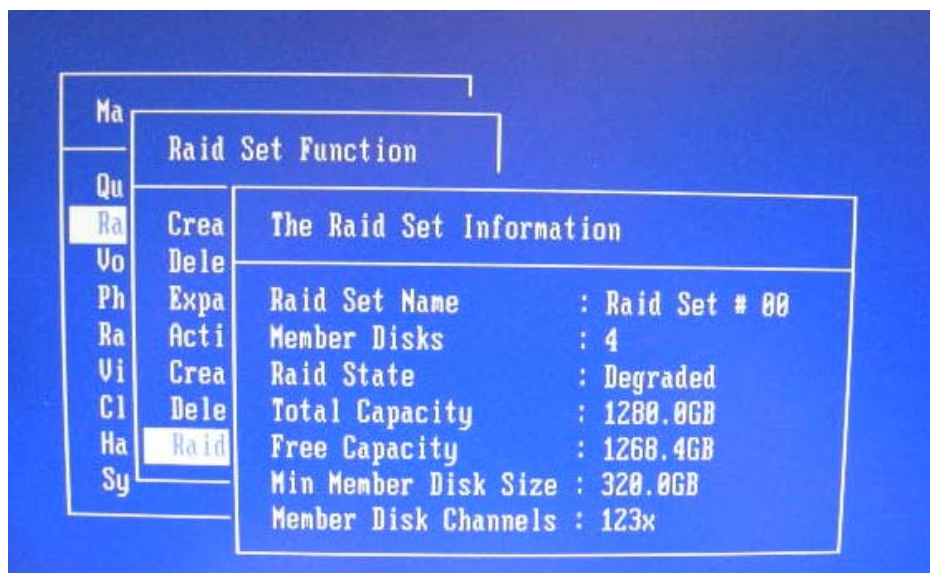 Ma
Raid Set Function
Qu
Ra
Crea
The Raid Set Information
Vo
Dele
Ph
Expa
Raid Set Name : Raid Set # 00
Ra
Acti
Member Disks : 4
Vi
Crea
Raid State : Degraded
Cl
Dele
Total Capacity : 1280.0GB
Ha
Raid
Free Capacity : 1268.4GB
Sy
Min Member Disk Size : 320.0GB
Member Disk Channels : 123x